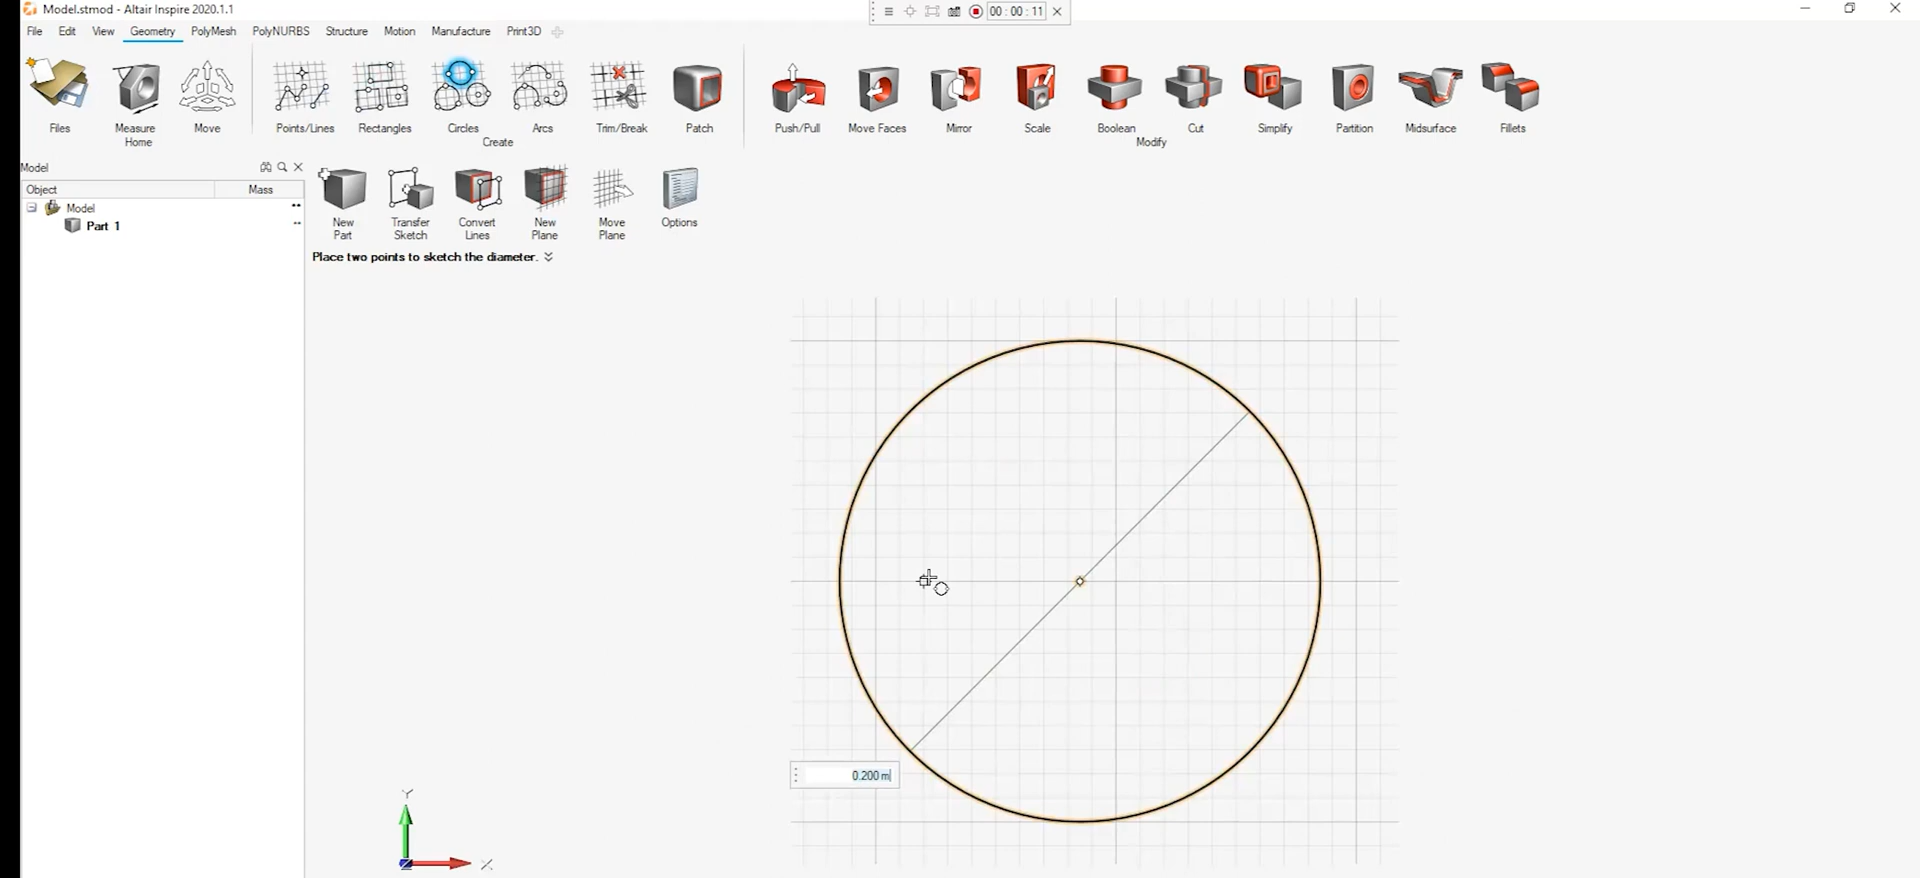 Model.stmod - Altair Inspire 2020.1.1
00 : 00 : 11
File Edit View Geometry PolyMesh PolyNURBS Structure Motion Manufacture Print3D
Files Measure Move Points/Lines Rectangles Circles Arcs Trim/Break Patch Push/Pull Move Faces Mirror Scale Boolean Cut Simplify Partition Midsurface Fillets
Home Create Modify
Model
Object Mass
Model
Part 1
New Part
Transfer Sketch
Convert Lines
New Plane
Move Plane
Options
Place two points to sketch the diameter.
0.200 m
Y
X